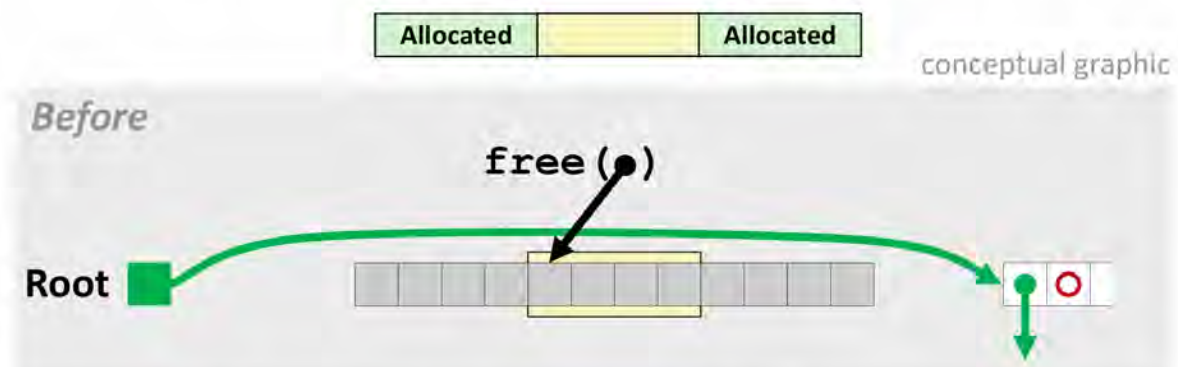 Allocated Allocated
conceptual graphic
Before
free( )
Root